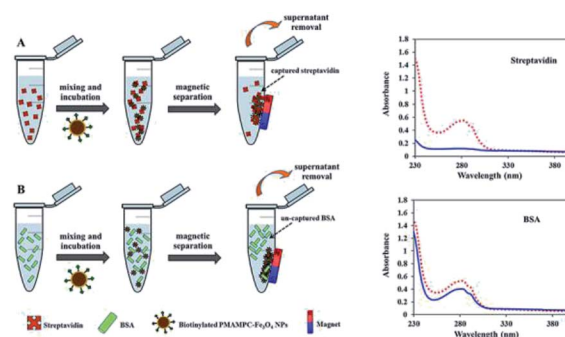 A
supernatant
removal
captured streptavidin
mixing and
incubation
magnetic
separation
B
supernatant
removal
un-captured BSA
mixing and
incubation
magnetic
separation
Streptavidin
BSA
Biotinylated PMAMPC-Fe₃O₄ NPs
Magnet
Streptavidin
Absorbance
1.8
1.6
1.4
1.2
1
0.8
0.6
0.4
0.2
0
230 280 330 380
Wavelength (nm)
BSA
Absorbance
1.8
1.6
1.4
1.2
1
0.8
0.6
0.4
0.2
0
230 280 330 380
Wavelength (nm)